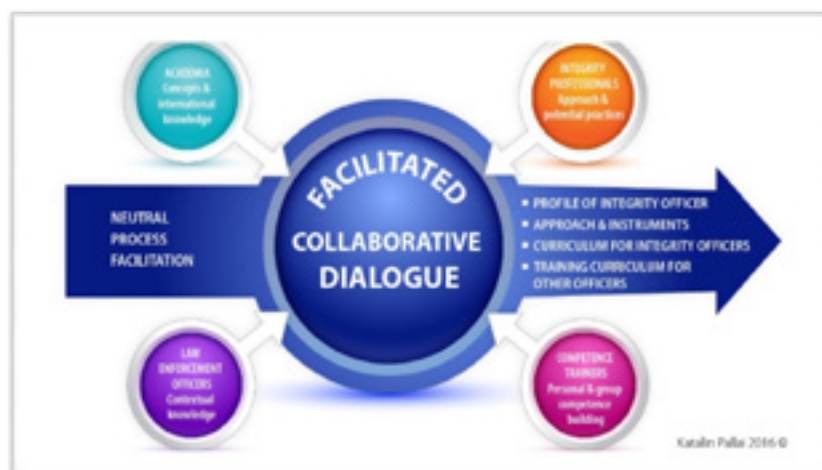 ACADEMIA
Concepts &
international
knowledge
INTEGRITY
PROFESSIONALS
Approach &
potential practices
NEUTRAL
PROCESS
FACILITATION
FACILITATED
COLLABORATIVE
DIALOGUE
▪ PROFILE OF INTEGRITY OFFICER
▪ APPROACH & INSTRUMENTS
▪ CURRICULUM FOR INTEGRITY OFFICERS
▪ TRAINING CURRICULUM FOR
OTHER OFFICERS
LAW
ENFORCEMENT
OFFICERS
Contextual
knowledge
COMPETENCE
TRAINERS
Personal & group
competence
building
Katalin Pallai 2016 ©